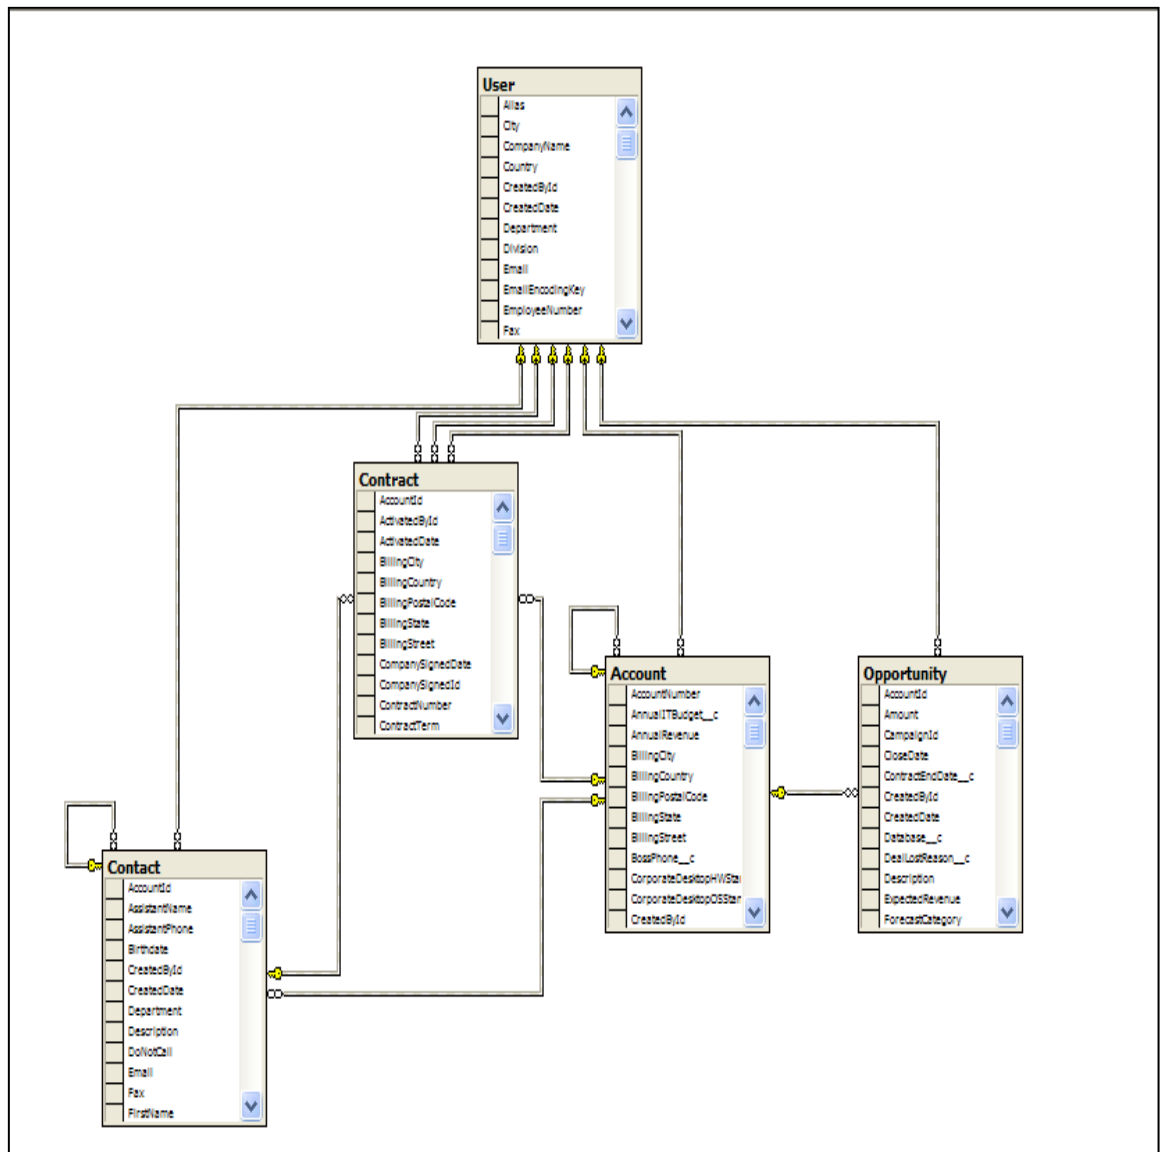 User
Alias
City
CompanyName
Country
CreatedById
CreatedDate
Department
Division
Email
EmailEncodingKey
EmployeeNumber
Fax
Contract
AccountId
ActivatedById
ActivatedDate
BillingCity
BillingCountry
BillingPostalCode
BillingState
BillingStreet
CompanySignedDate
CompanySignedId
ContractNumber
ContractTerm
Account
AccountNumber
AnnualITBudget__c
AnnualRevenue
BillingCity
BillingCountry
BillingPostalCode
BillingState
BillingStreet
BossPhone__c
CorporateDesktopHWStar
CorporateDesktopOSStar
CreatedById
Opportunity
AccountId
Amount
CampaignId
CloseDate
ContractEndDate__c
CreatedById
CreatedDate
Database__c
DealLostReason__c
Description
ExpectedRevenue
ForecastCategory
Contact
AccountId
AssistantName
AssistantPhone
Birthdate
CreatedById
CreatedDate
Department
Description
DoNotCall
Email
Fax
FirstName